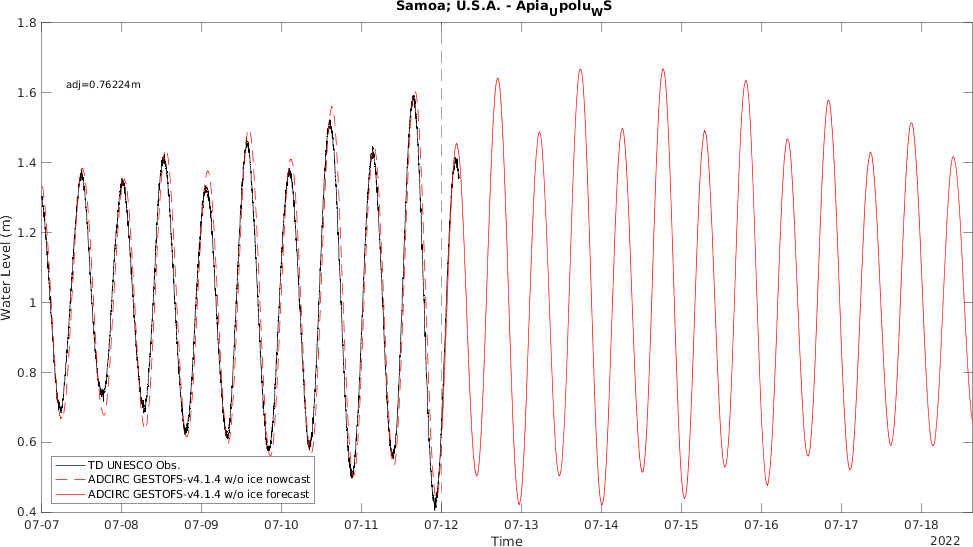 Samoa; U.S.A. - ApiaUpoluWS
1.8
adj=0.76224m
1.6
1.4
1.2
1
0.8
0.6
0.4
Water Level (m)
TD UNESCO Obs.
ADCIRC GESTOFS-v4.1.4 w/o ice nowcast
ADCIRC GESTOFS-v4.1.4 w/o ice forecast
07-07 07-08 07-09 07-10 07-11 07-12 07-13 07-14 07-15 07-16 07-17 07-18
Time
2022